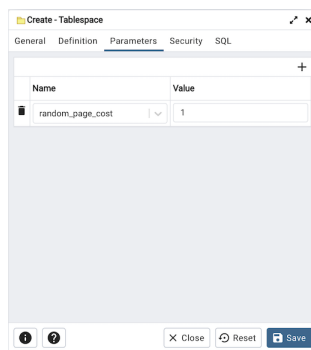 Create - Tablespace
General Definition Parameters Security SQL
Name Value
random_page_cost 1
Close Reset Save